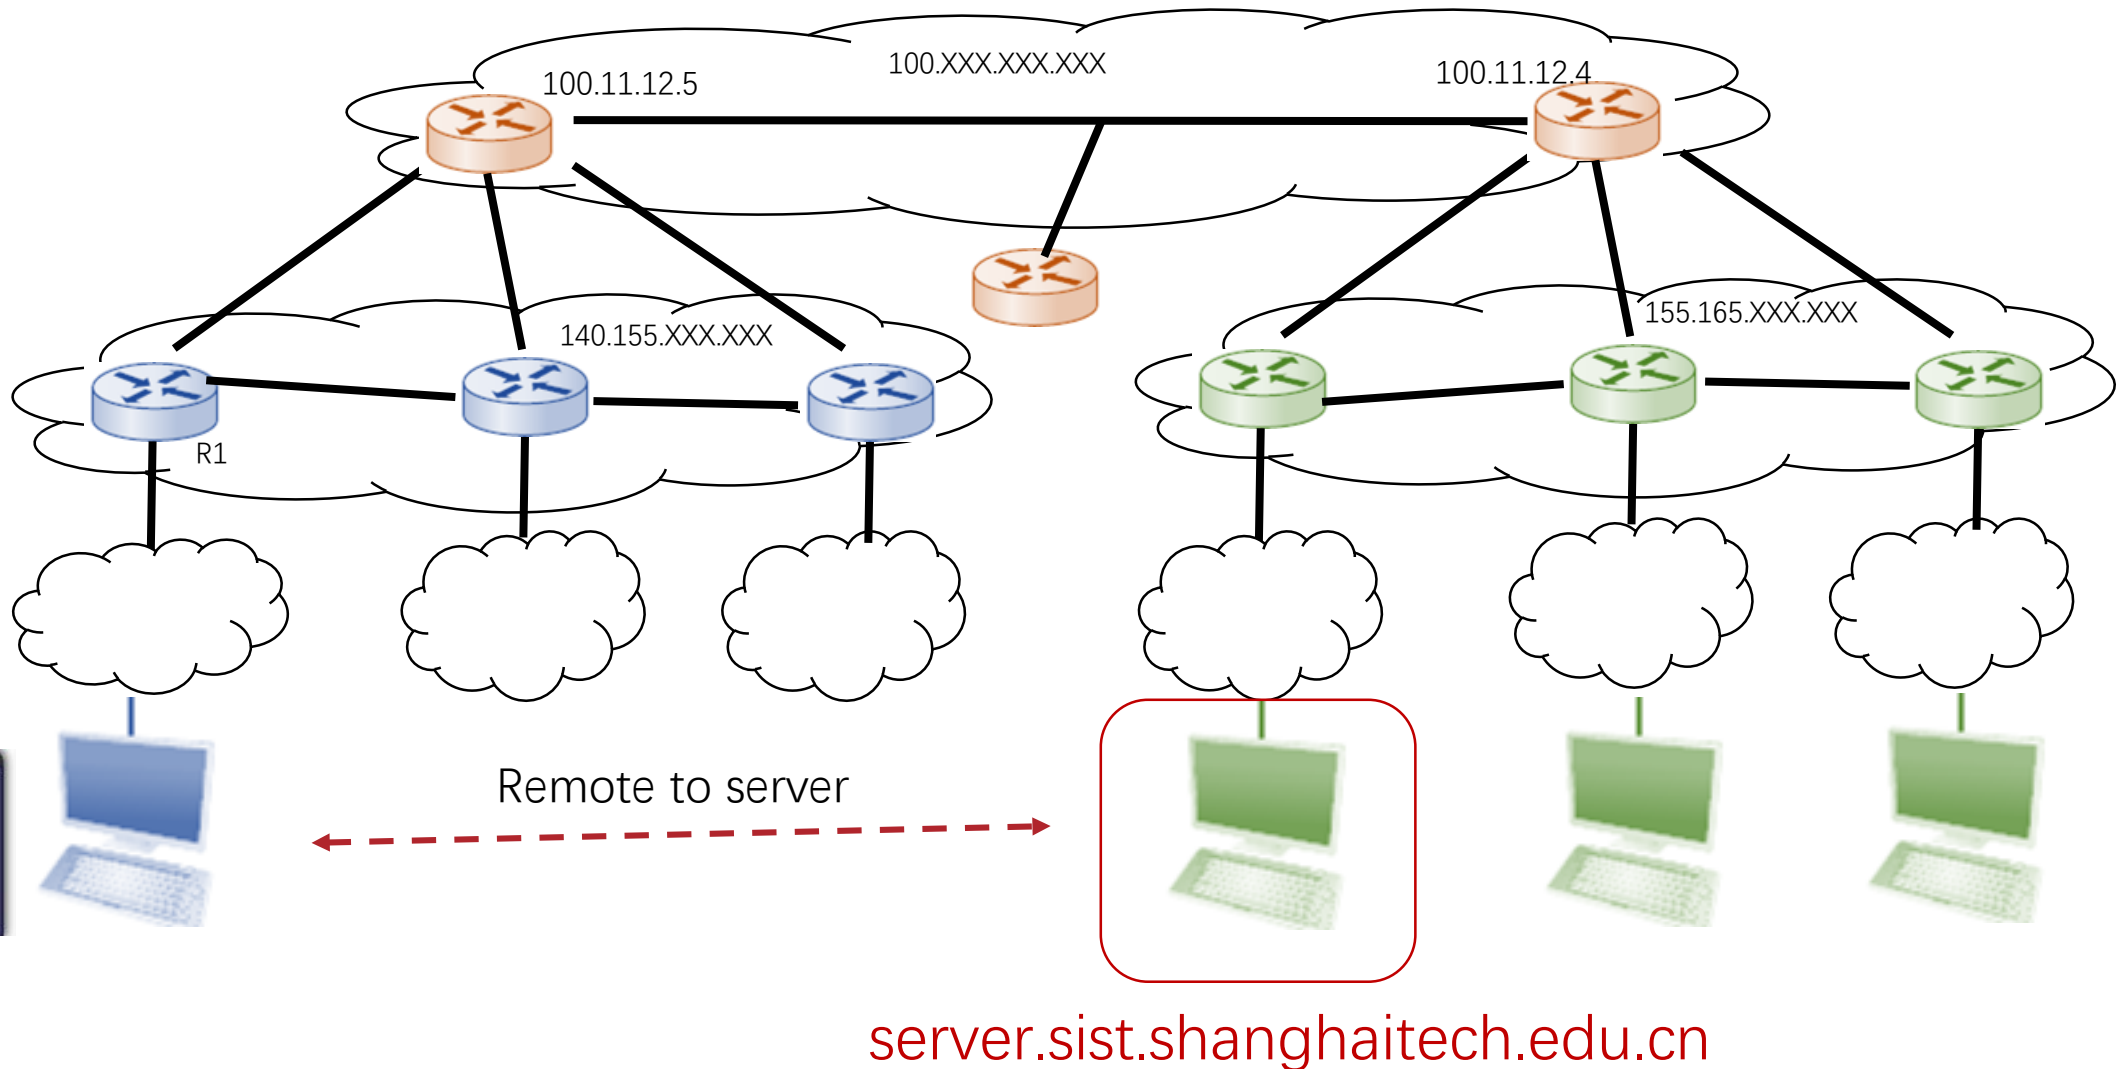 100.XXX.XXX.XXX
100.11.12.5
100.11.12.4
140.155.XXX.XXX
155.165.XXX.XXX
R1
Remote to server
server.sist.shanghaitech.edu.cn